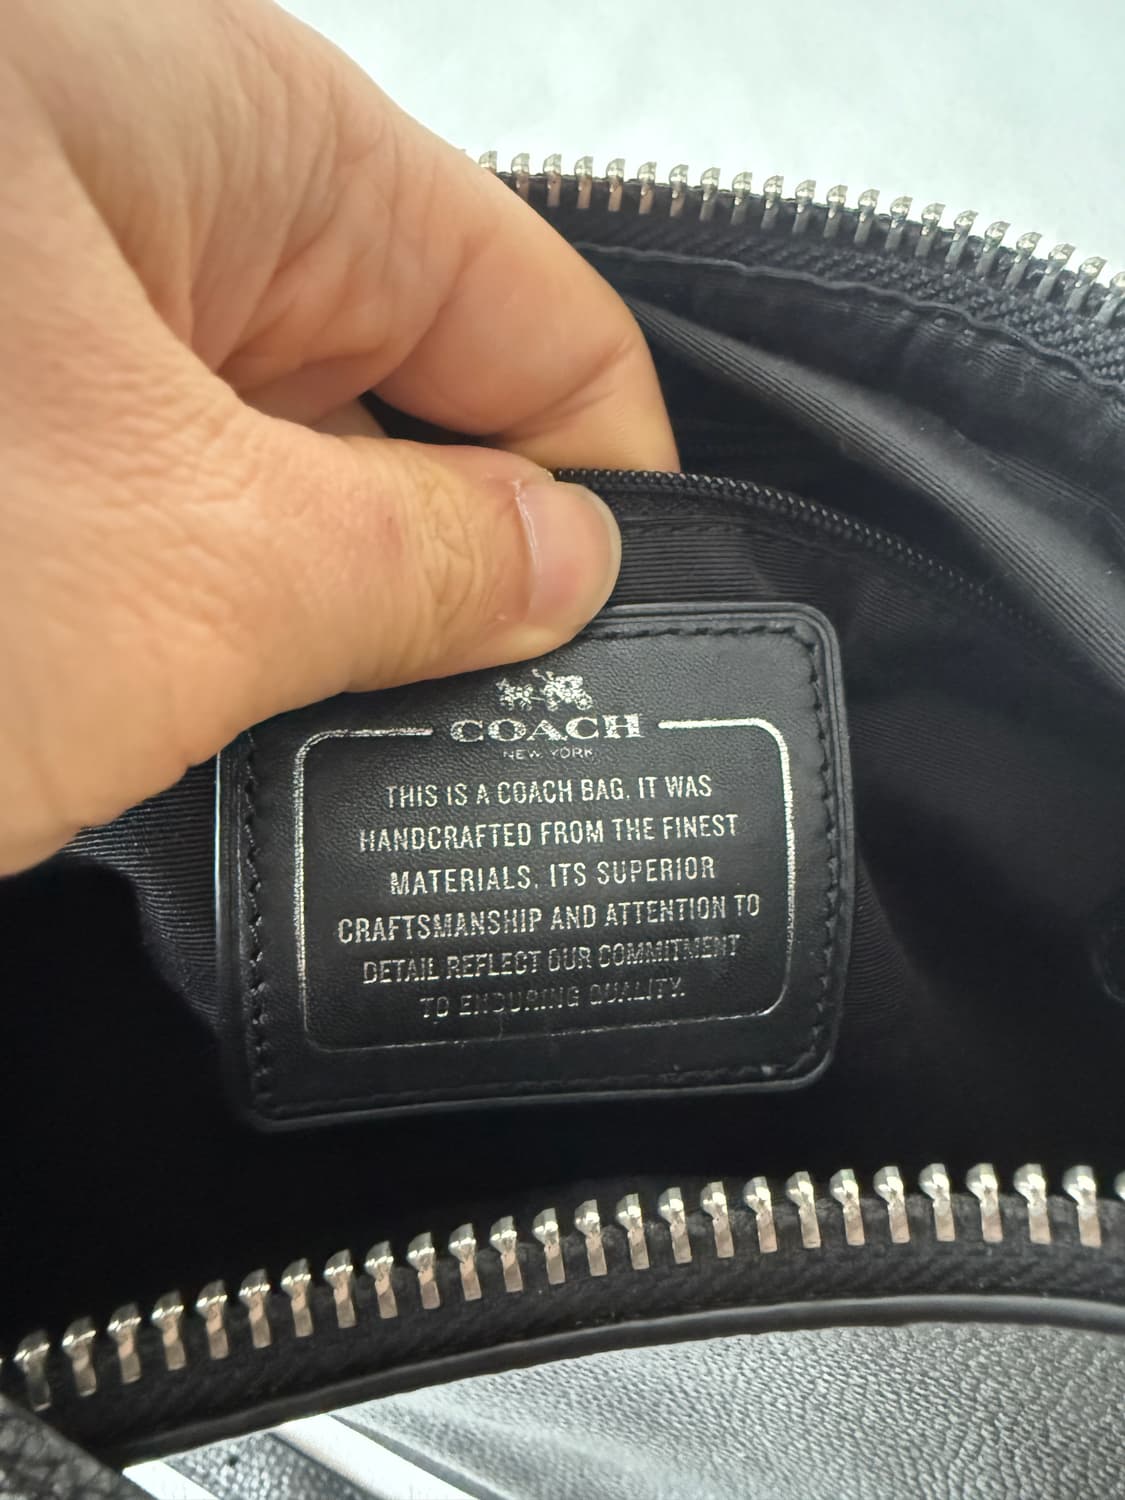 COACH
NEW YORK
THIS IS A COACH BAG. IT WAS
HANDCRAFTED FROM THE FINEST
MATERIALS. ITS SUPERIOR
CRAFTSMANSHIP AND ATTENTION TO
DETAIL REFLECT OUR COMMITMENT
TO ENDURING QUALITY.